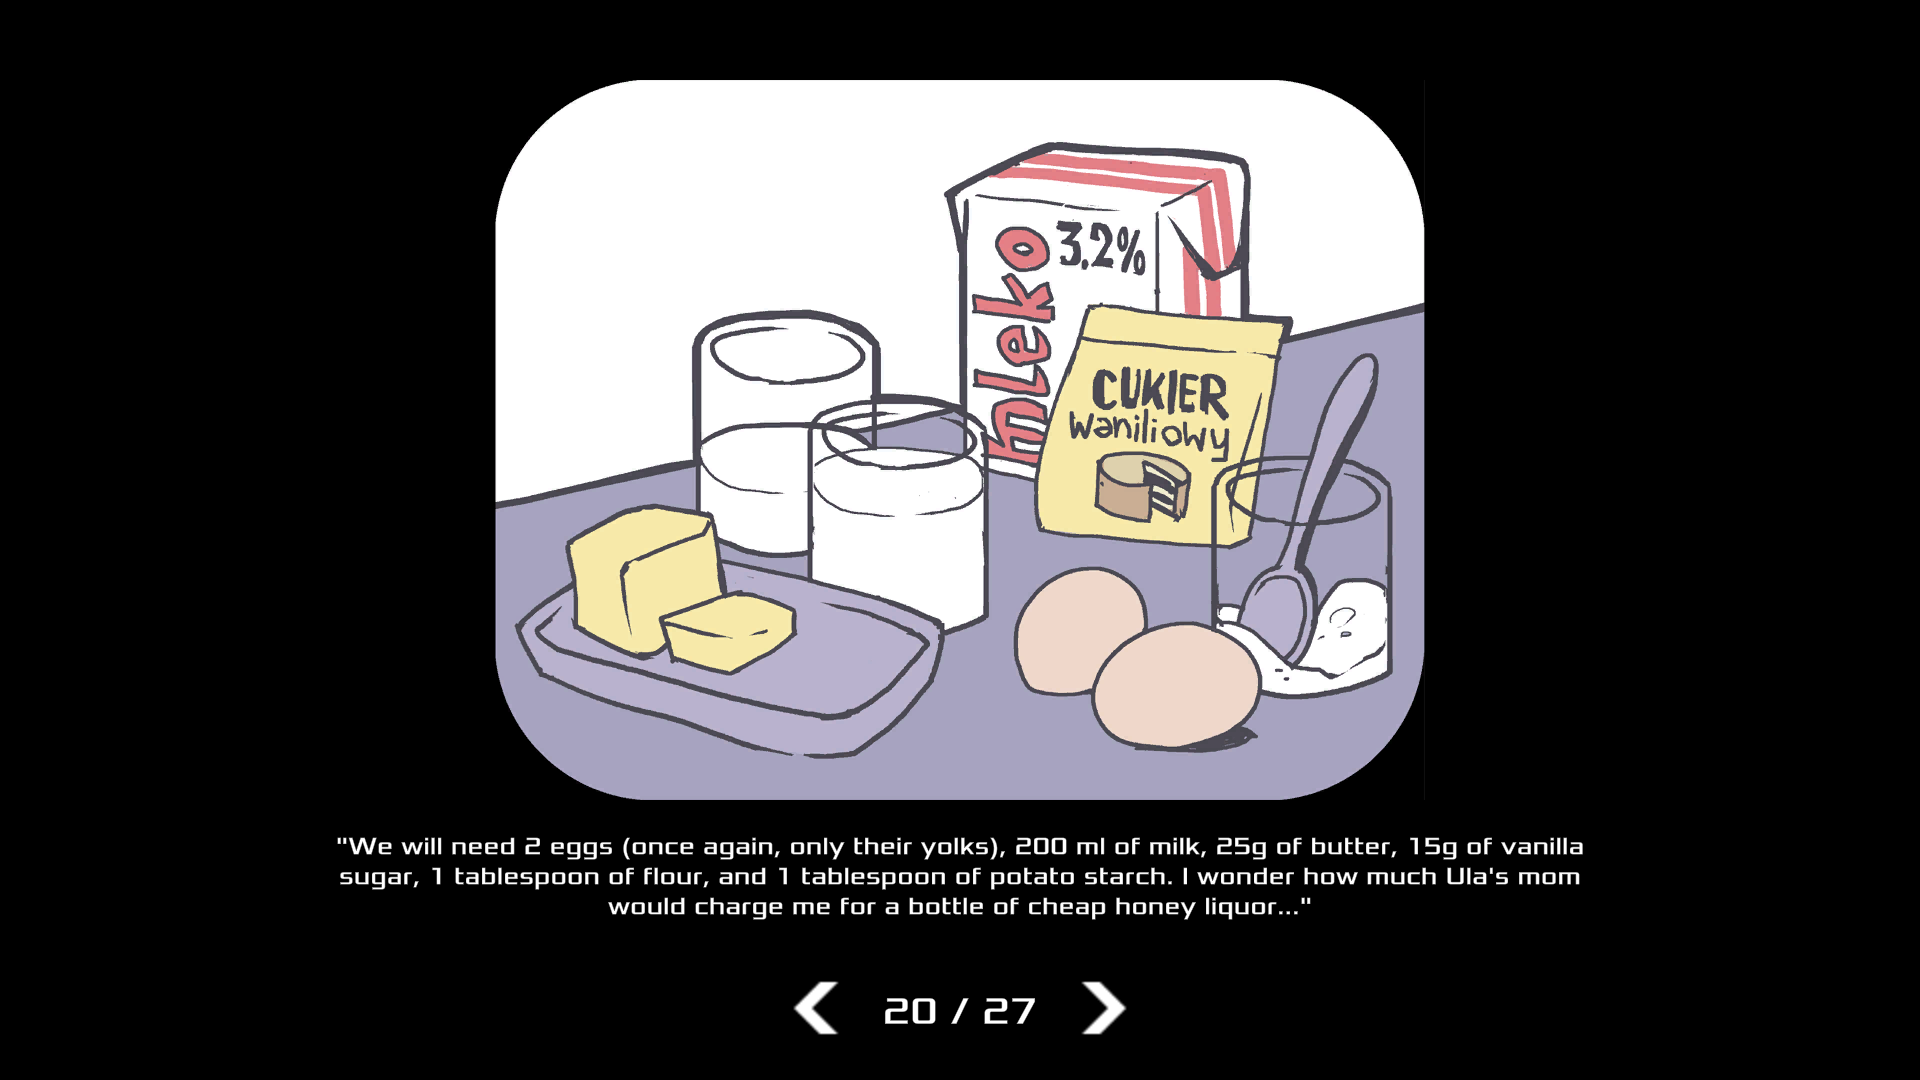 mleko
3.2%
CUKIER
waniliowy
"We will need 2 eggs (once again, only their yolks), 200 ml of milk, 25g of butter, 15g of vanilla
sugar, 1 tablespoon of flour, and 1 tablespoon of potato starch. I wonder how much Ula's mom
would charge me for a bottle of cheap honey liquor..."
20 / 27